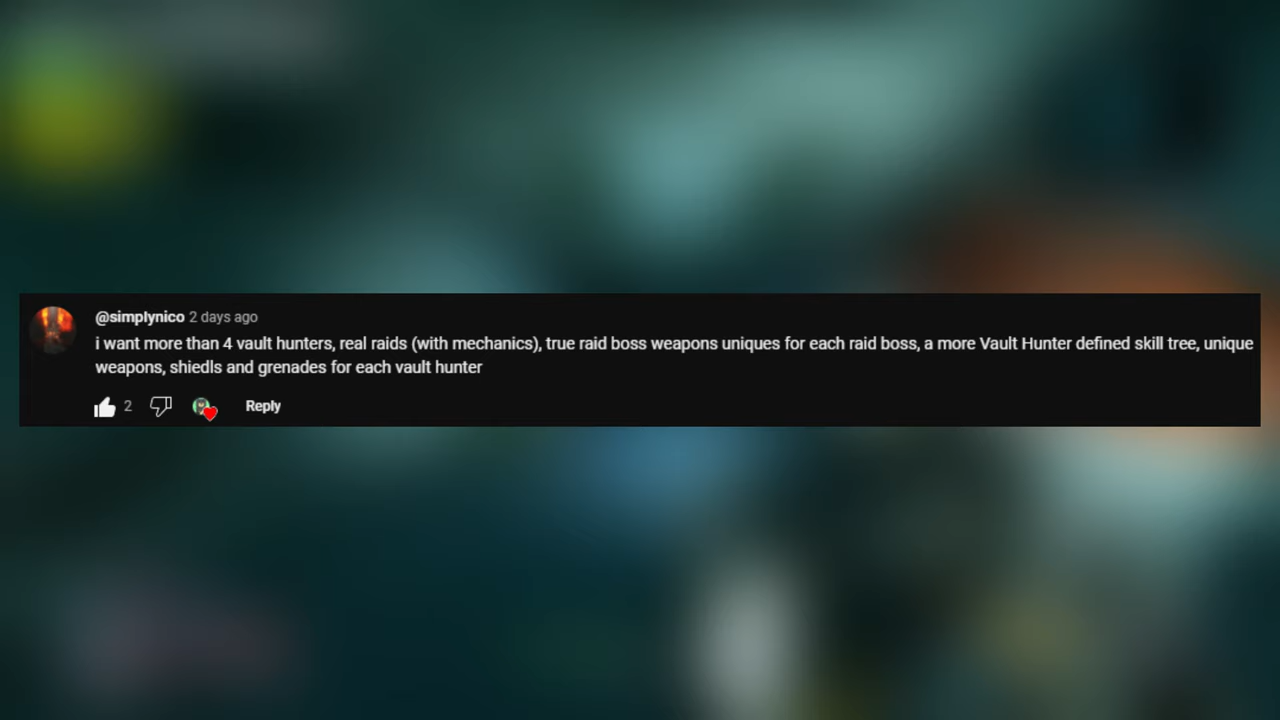 @simplynico 2 days ago
i want more than 4 vault hunters, real raids (with mechanics), true raid boss weapons uniques for each raid boss, a more Vault Hunter defined skill tree, unique
weapons, shiedls and grenades for each vault hunter
2 Reply